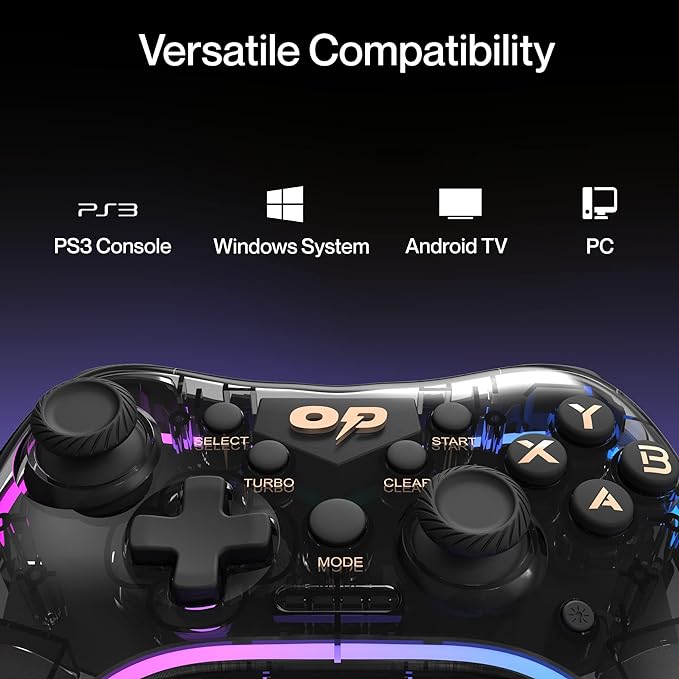 Versatile Compatibility
PS3
PS3 Console
Windows System
Android TV
PC
OP
SELECT
START
TURBO
CLEAR
MODE
Y
X
B
A